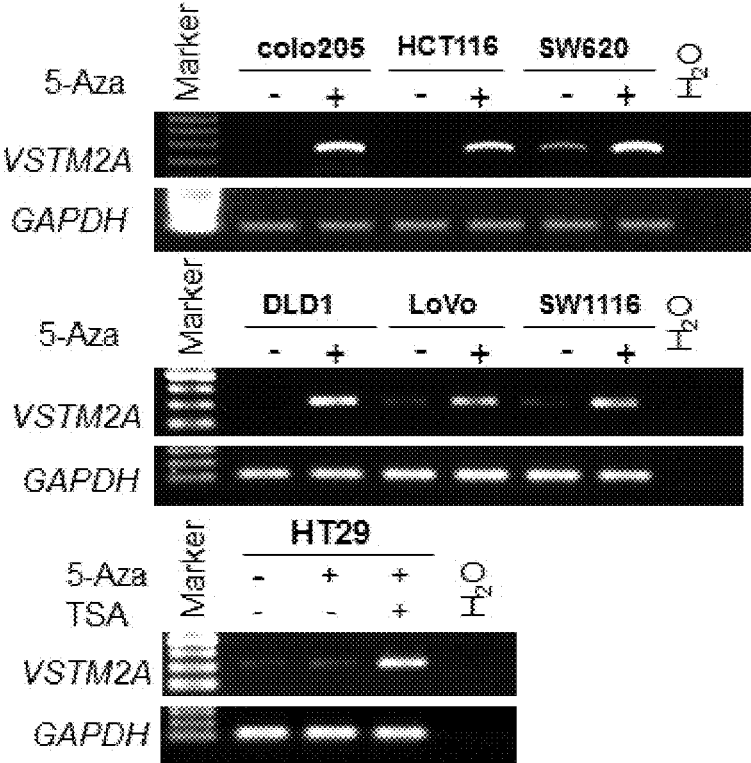 Marker colo205 HCT116 SW620 H₂O
5-Aza - + - + - +
VSTM2A
GAPDH
Marker DLD1 LoVo SW1116 H₂O
5-Aza - + - + - +
VSTM2A
GAPDH
Marker HT29 H₂O
5-Aza - + +
TSA - - +
VSTM2A
GAPDH